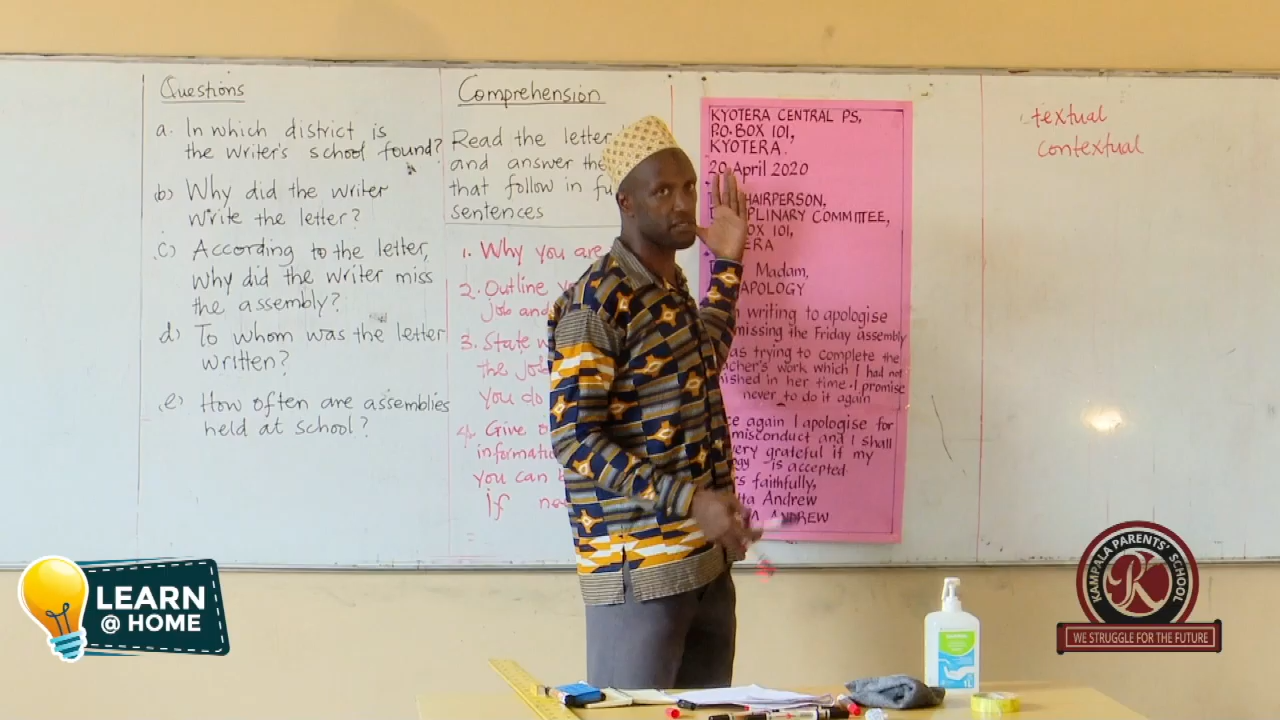 Questions
a. In which district is
the writer's school found?
b) Why did the writer
write the letter?
c) According to the letter,
why did the writer miss
the assembly?
d) To whom was the letter
written?
e) How often are assemblies
held at school?
Comprehension
Read the letter
and answer the
that follow in
sentences
1. Why you are
2. Outline
job and
3. State
the job
you do
4. Give
you can
if
KYOTERA CENTRAL PS,
P.O. BOX 101,
KYOTERA.
20 April 2020
HAIRPERSON,
PLINARY COMMITTEE,
OX 101,
ERA
Madam,
APOLOGY
writing to apologise
missing the Friday assembly
as trying to complete the
acher's work which I had not
ished in her time. I promise
never to do it again
ce again I apologise for
misconduct and I shall
very grateful if my
is accepted
rs faithfully,
tta Andrew
ANDREW
textual
contextual
LEARN
@ HOME
KAMPALA PARENTS' SCHOOL
K
WE STRUGGLE FOR THE FUTURE